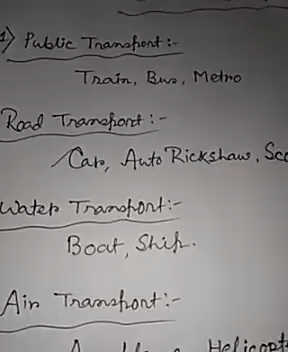 1) Public Transport:-
Train, Bus, Metro
Road Transport:-
Car, Auto Rickshaw,
Water Transport:-
Boat, Ship.
Air Transport:-